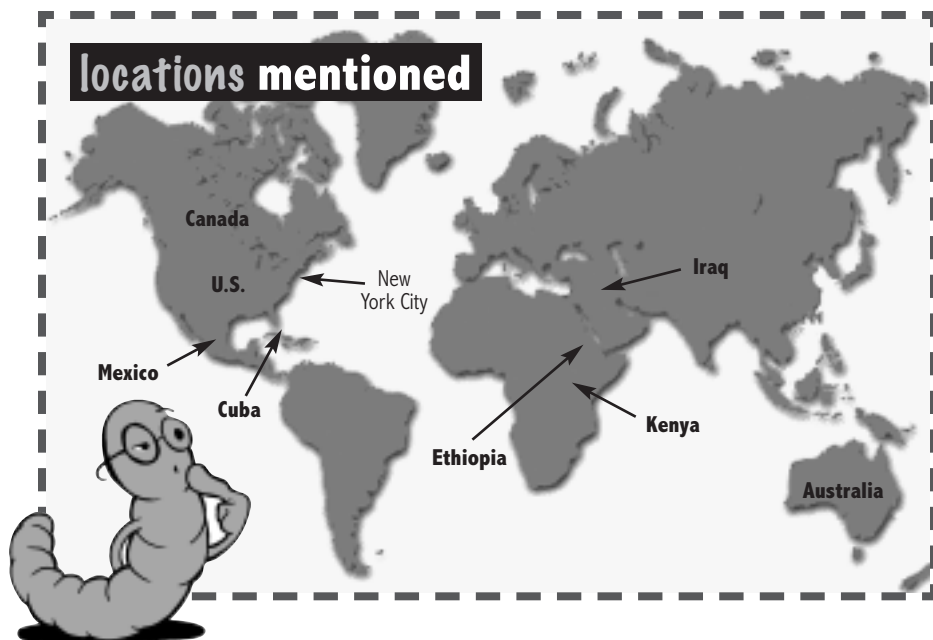 locations mentioned
Canada
U.S.
New
York City
Iraq
Mexico
Cuba
Ethiopia
Kenya
Australia